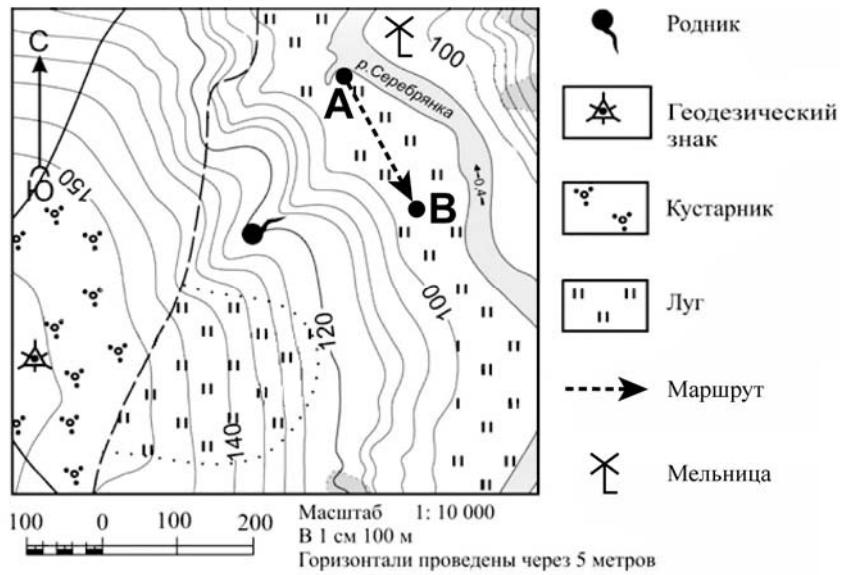 С
Ю
А
В
р.Серебрянка
0,4
100
150
120
100
140
Родник
Геодезический
знак
Кустарник
Луг
Маршрут
Мельница
100 0 100 200
Масштаб 1: 10 000
В 1 см 100 м
Горизонтали проведены через 5 метров